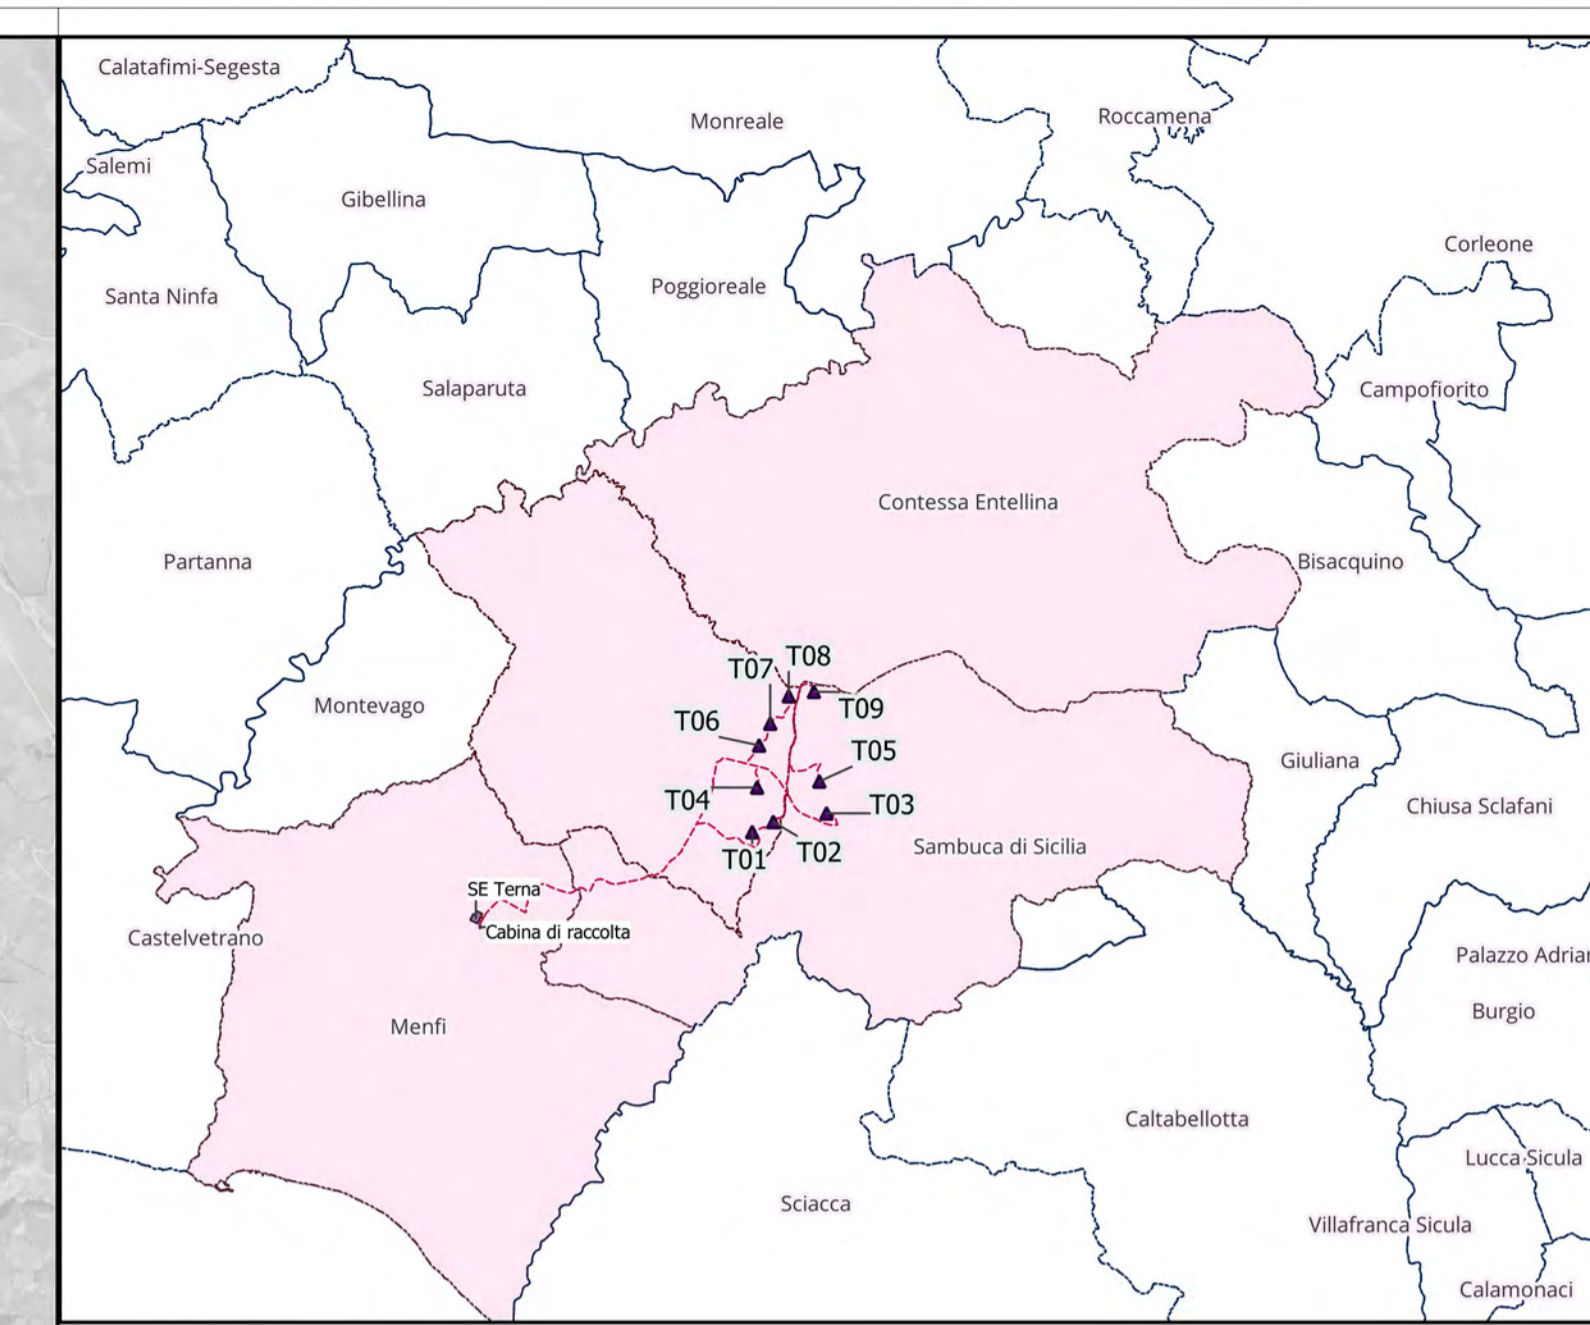 Calatafimi-Segesta
Monreale
Roccamena
Salemi
Gibellina
Corleone
Santa Ninfa
Poggioreale
Salaparuta
Campofiorito
Contessa Entellina
Partanna
Bisacquino
T08
T07
Montevago
T09
T06
T05
Giuliana
T04
T03
Chiusa Sclafani
Sambuca di Sicilia
T01
T02
SE Terna
Cabina di raccolta
Castelvetrano
Palazzo Adrian
Burgio
Menfi
Caltabellotta
Lucca Sicula
Sciacca
Villafranca Sicula
Calamonaci